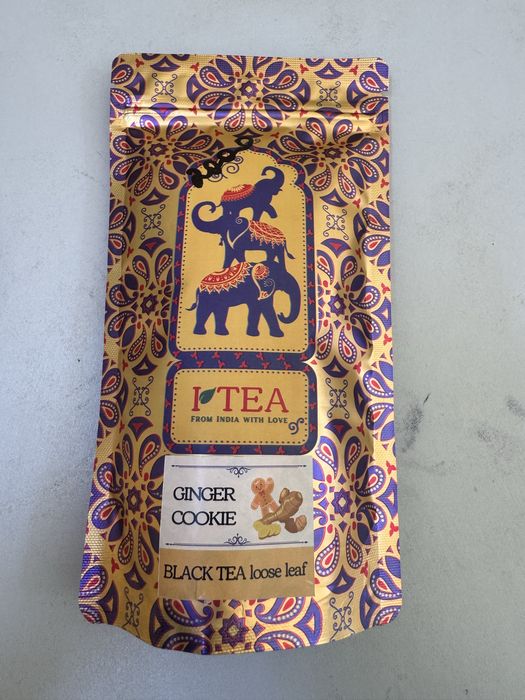 I TEA
FROM INDIA WITH LOVE
GINGER
COOKIE
BLACK TEA loose leaf